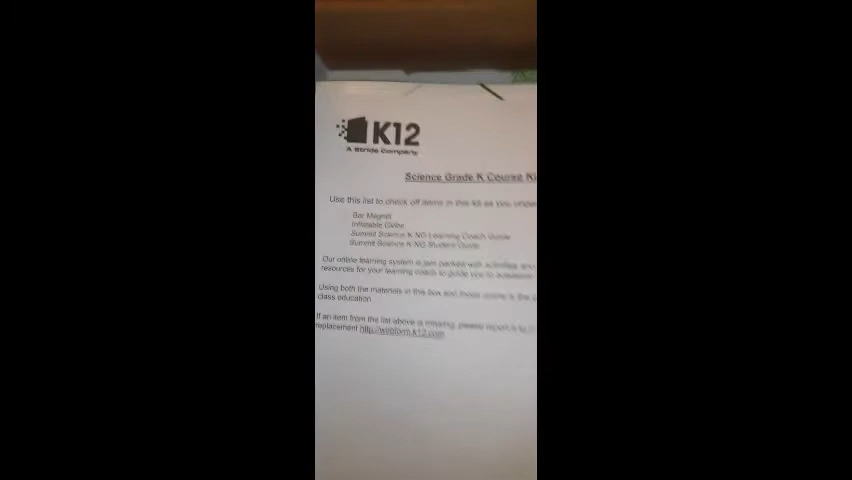 K12
A Stride Company
Science Grade K Course Ki
Use this list to check off items in this kit as you
Bar Magnet
Inflatable Globe
Summit Science K NG Learning Coach Guide
Summit Science K NG Student Guide
Our online learning system is jam packed with activities and
resources for your learning coach to guide you to
Using both the materials in this box and those online is the
class education
If an item from the list above is missing, please report it to
replacement http://webform.k12.com